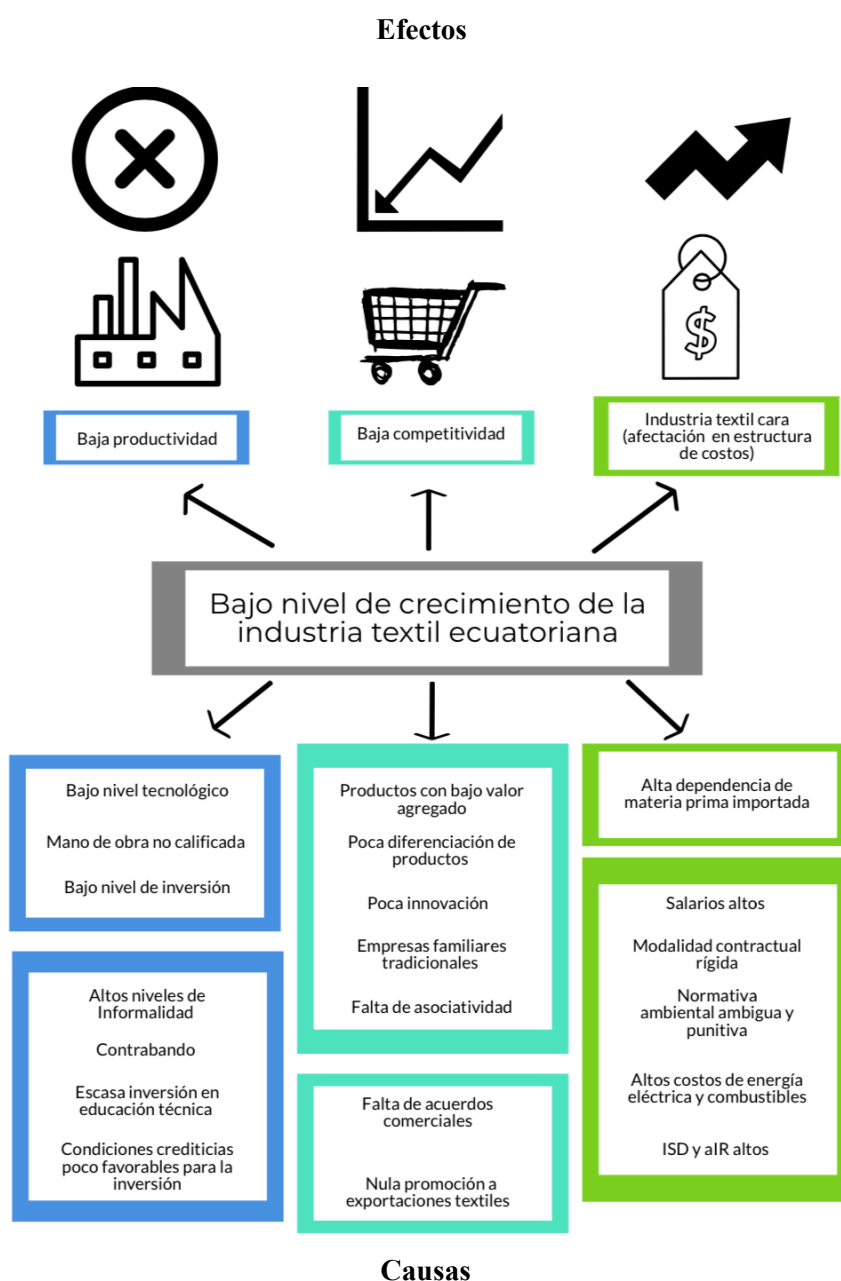 Efectos
$
Baja productividad
Baja competitividad
Industria textil cara
(afectación en estructura
de costos)
Bajo nivel de crecimiento de la
industria textil ecuatoriana
Bajo nivel tecnológico
Mano de obra no calificada
Bajo nivel de inversión
Altos niveles de
Informalidad
Contrabando
Escasa inversión en
educación técnica
Condiciones crediticias
poco favorables para la
inversión
Productos con bajo valor
agregado
Poca diferenciación de
productos
Poca innovación
Empresas familiares
tradicionales
Falta de asociatividad
Falta de acuerdos
comerciales
Nula promoción a
exportaciones textiles
Alta dependencia de
materia prima importada
Salarios altos
Modalidad contractual
rígida
Normativa
ambiental ambigua y
punitiva
Altos costos de energía
eléctrica y combustibles
ISD y aIR altos
Causas